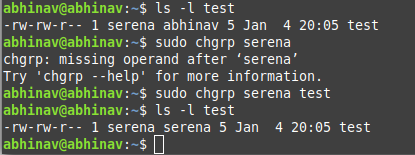 abhinav@abhinav:~$ ls -l test
-rw-rw-r-- 1 serena abhinav 5 Jan  4 20:05 test
abhinav@abhinav:~$ sudo chgrp serena
chgrp: missing operand after ‘serena’
Try 'chgrp --help' for more information.
abhinav@abhinav:~$ sudo chgrp serena test
abhinav@abhinav:~$ ls -l test
-rw-rw-r-- 1 serena serena 5 Jan  4 20:05 test
abhinav@abhinav:~$